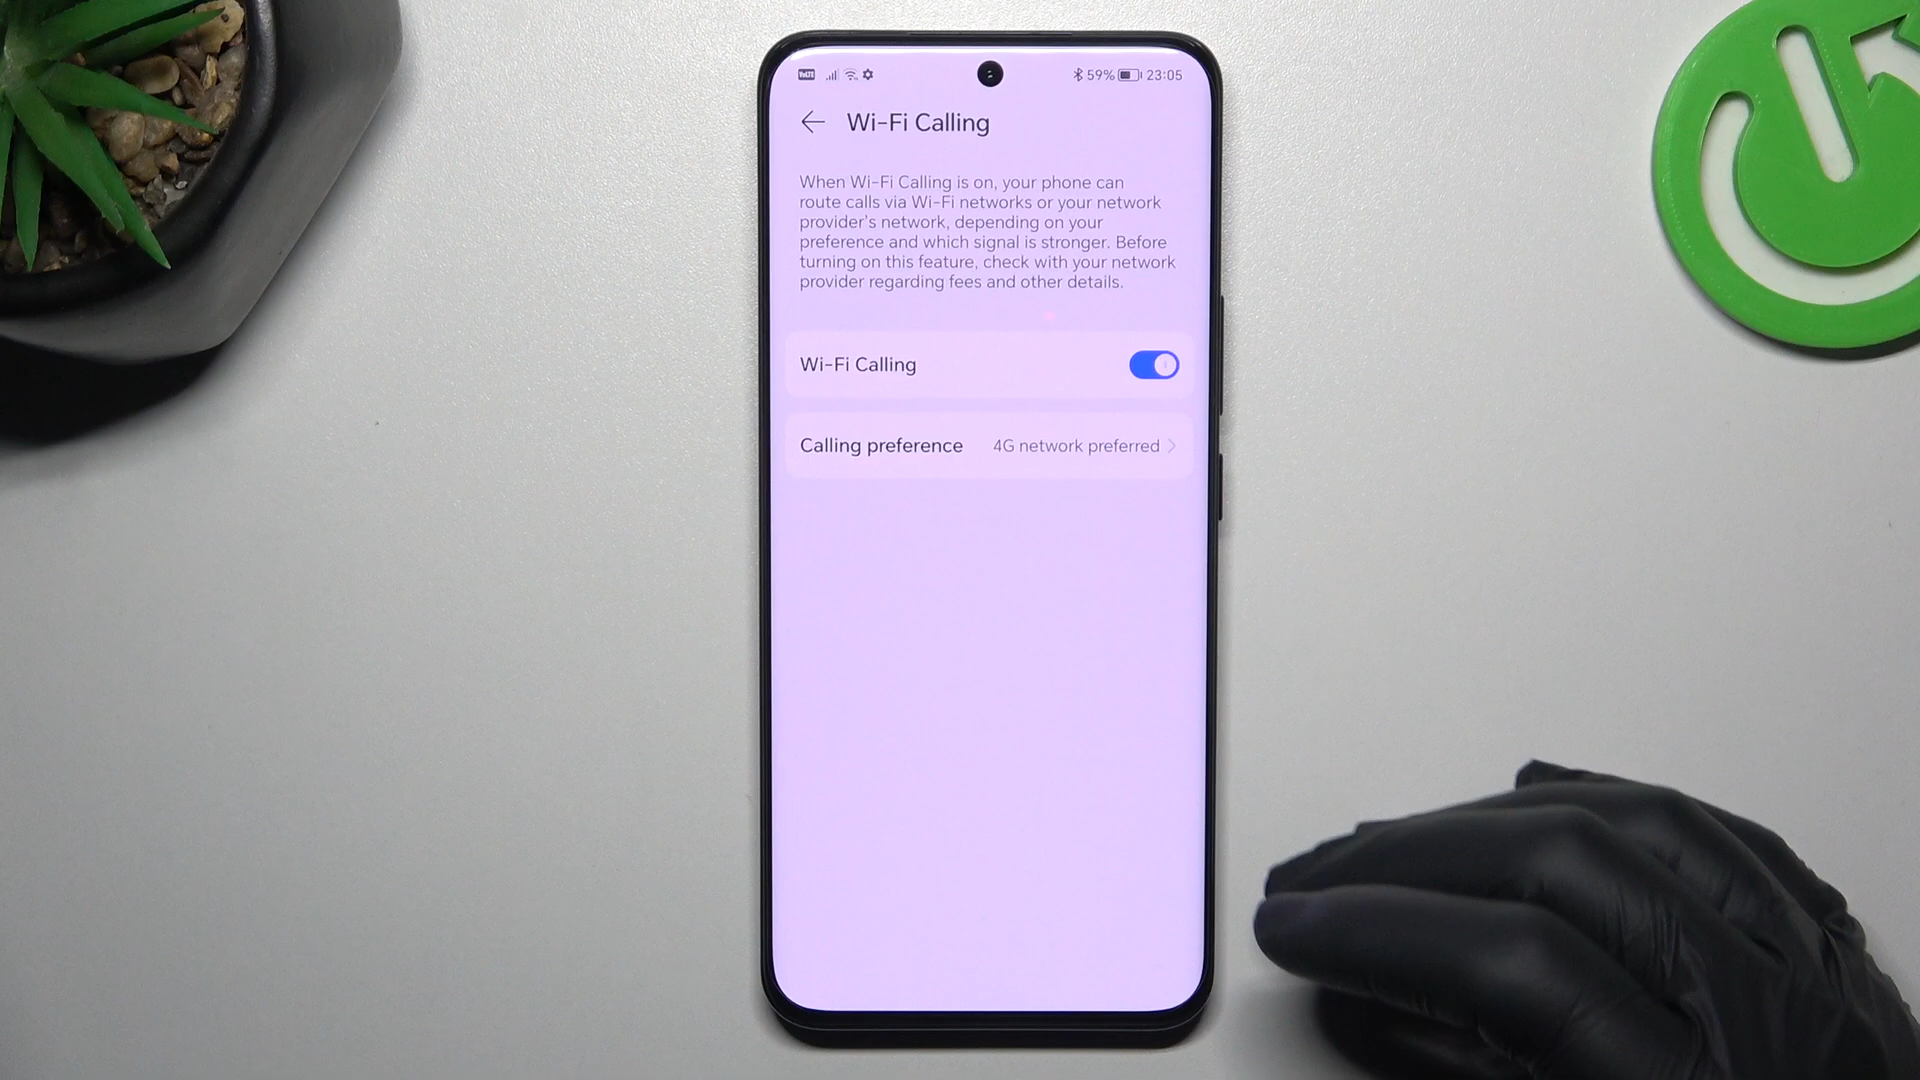 VoLTE 59% 23:05
Wi-Fi Calling
When Wi-Fi Calling is on, your phone can
route calls via Wi-Fi networks or your network
provider's network, depending on your
preference and which signal is stronger. Before
turning on this feature, check with your network
provider regarding fees and other details.
Wi-Fi Calling
Calling preference 4G network preferred